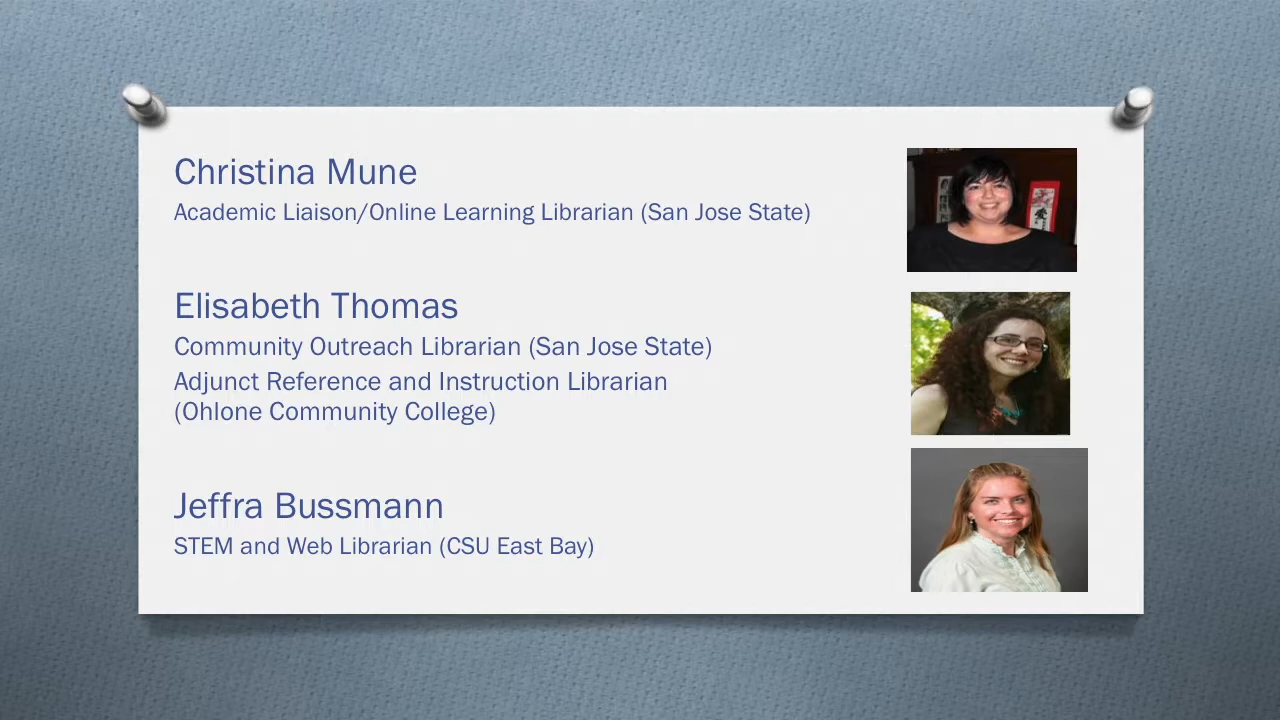 Christina Mune
Academic Liaison/Online Learning Librarian (San Jose State)
Elisabeth Thomas
Community Outreach Librarian (San Jose State)
Adjunct Reference and Instruction Librarian
(Ohlone Community College)
Jeffra Bussmann
STEM and Web Librarian (CSU East Bay)